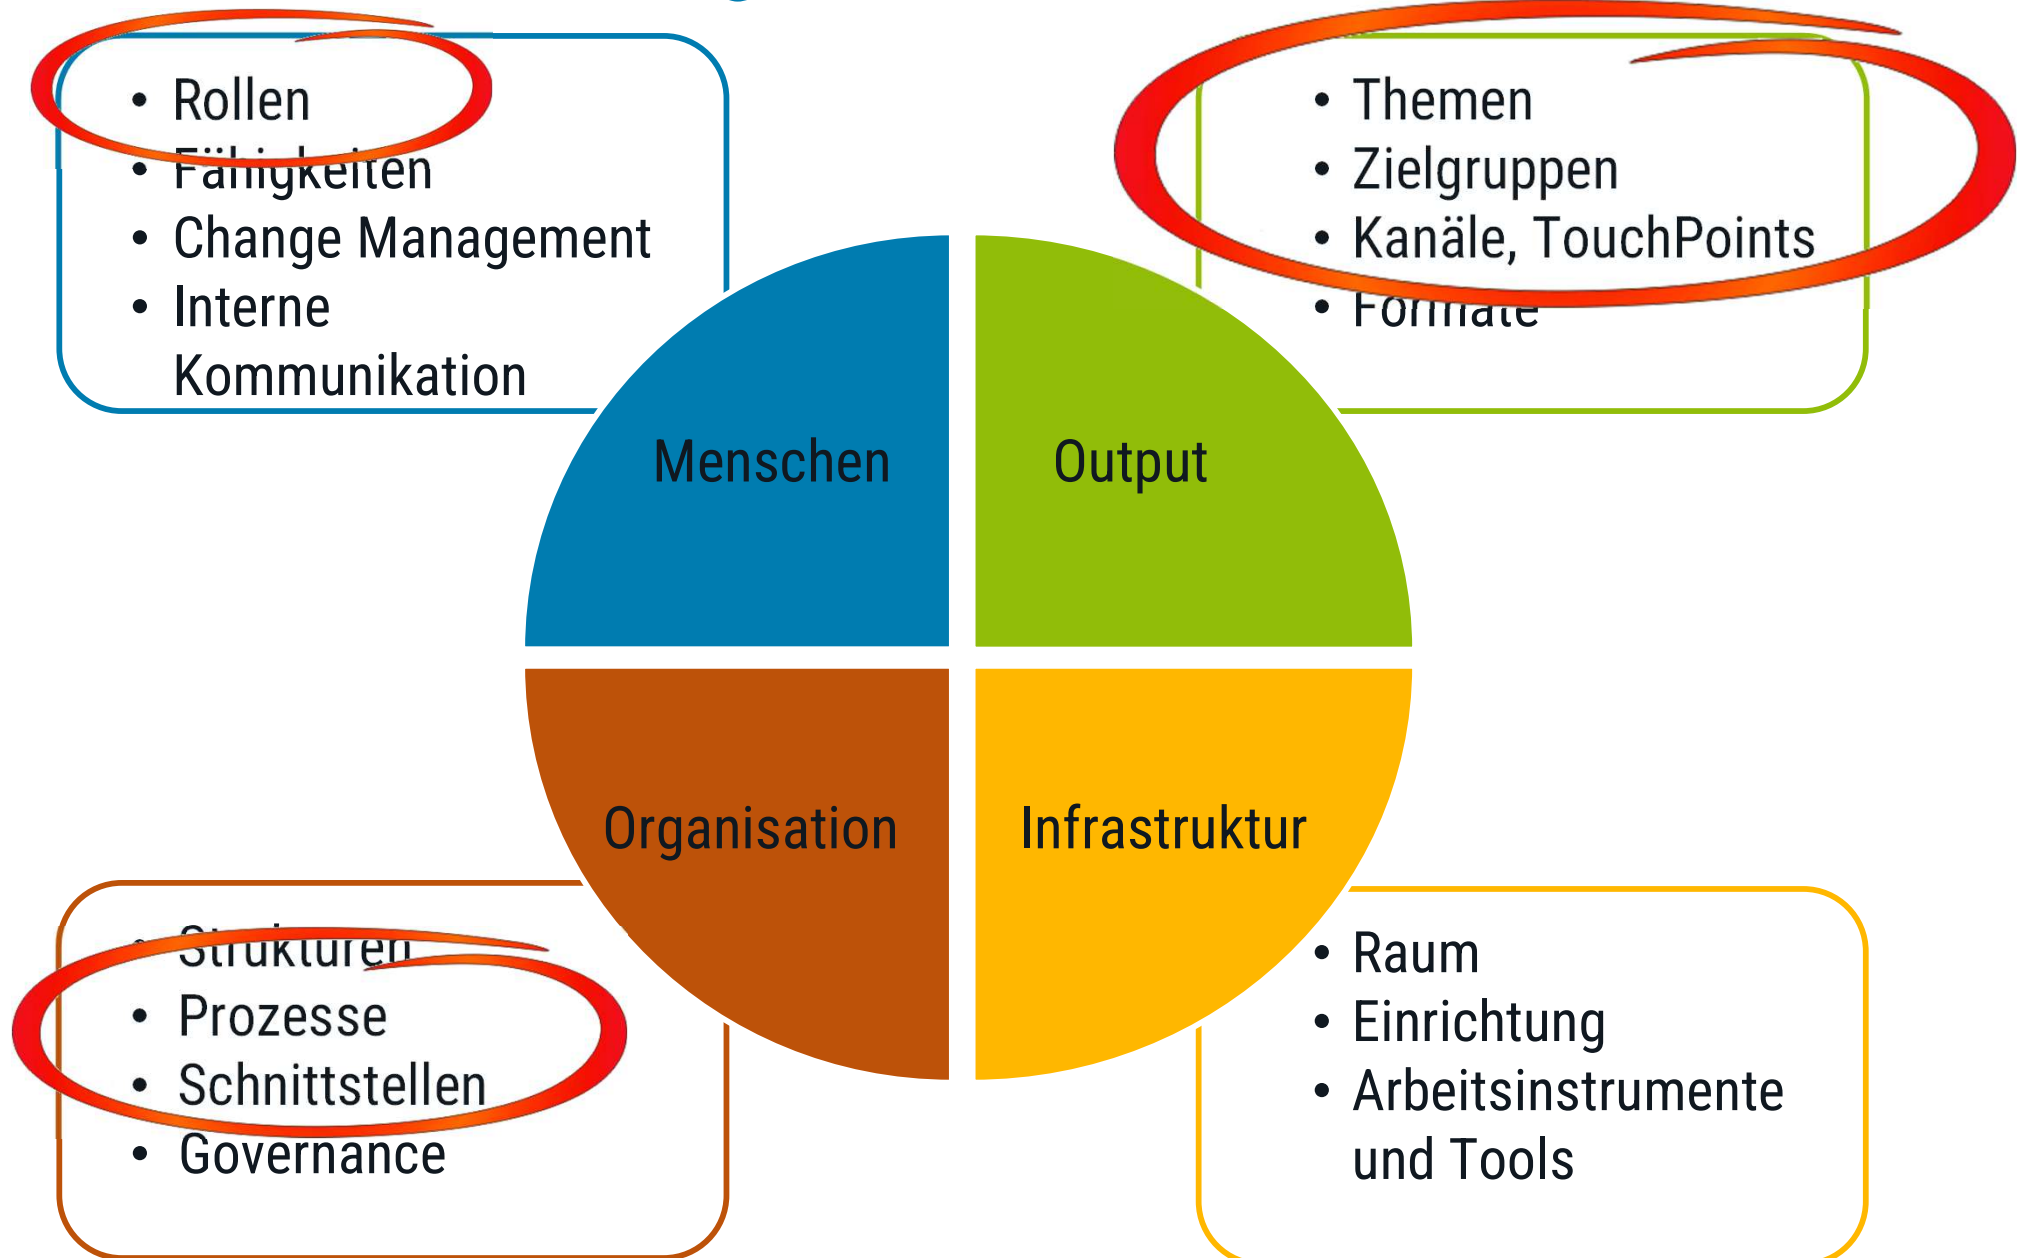 • Rollen
• Fähigkeiten
• Change Management
• Interne
Kommunikation
• Themen
• Zielgruppen
• Kanäle, TouchPoints
• Formate
Menschen
Output
Organisation
Infrastruktur
• Strukturen
• Prozesse
• Schnittstellen
• Governance
• Raum
• Einrichtung
• Arbeitsinstrumente
und Tools